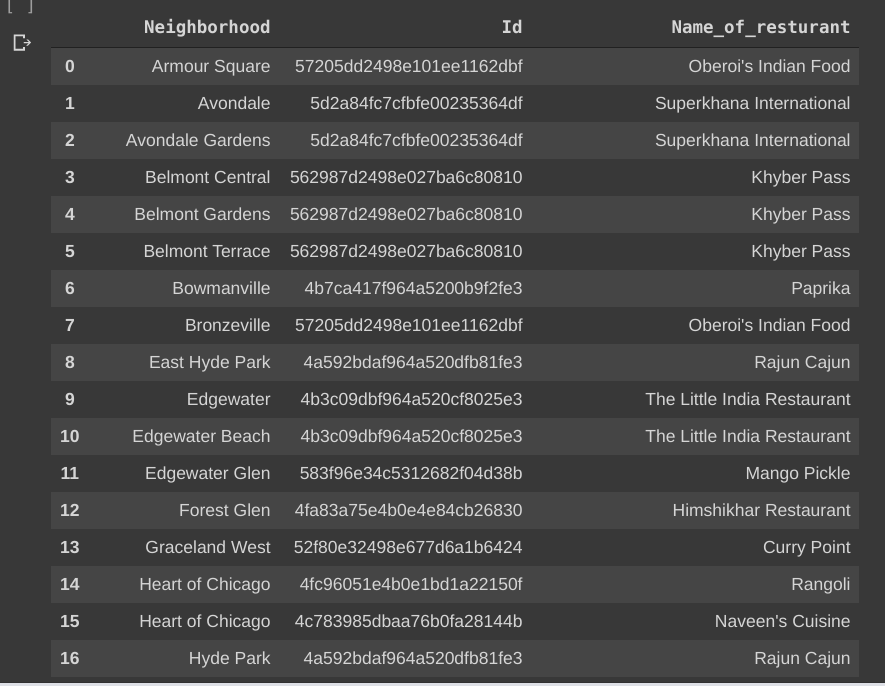 [ ]
Neighborhood Id Name_of_resturant
0 Armour Square 57205dd2498e101ee1162dbf Oberoi's Indian Food
1 Avondale 5d2a84fc7cfbfe00235364df Superkhana International
2 Avondale Gardens 5d2a84fc7cfbfe00235364df Superkhana International
3 Belmont Central 562987d2498e027ba6c80810 Khyber Pass
4 Belmont Gardens 562987d2498e027ba6c80810 Khyber Pass
5 Belmont Terrace 562987d2498e027ba6c80810 Khyber Pass
6 Bowmanville 4b7ca417f964a5200b9f2fe3 Paprika
7 Bronzeville 57205dd2498e101ee1162dbf Oberoi's Indian Food
8 East Hyde Park 4a592bdaf964a520dfb81fe3 Rajun Cajun
9 Edgewater 4b3c09dbf964a520cf8025e3 The Little India Restaurant
10 Edgewater Beach 4b3c09dbf964a520cf8025e3 The Little India Restaurant
11 Edgewater Glen 583f96e34c5312682f04d38b Mango Pickle
12 Forest Glen 4fa83a75e4b0e4e84cb26830 Himshikhar Restaurant
13 Graceland West 52f80e32498e677d6a1b6424 Curry Point
14 Heart of Chicago 4fc96051e4b0e1bd1a22150f Rangoli
15 Heart of Chicago 4c783985dbaa76b0fa28144b Naveen's Cuisine
16 Hyde Park 4a592bdaf964a520dfb81fe3 Rajun Cajun